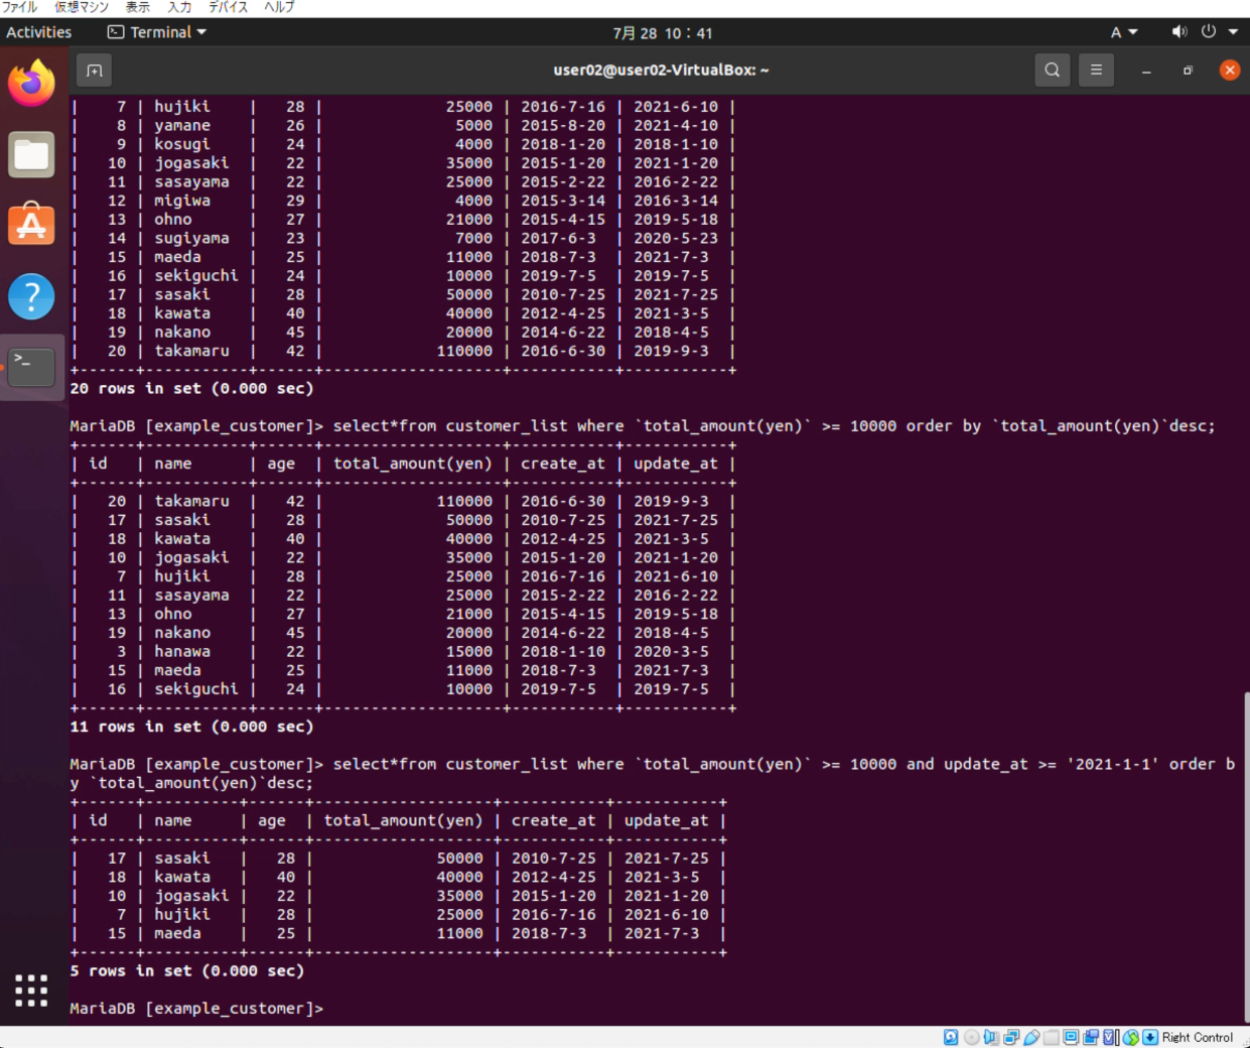 ファイル 仮想マシン 表示 入力 デバイス ヘルプ
Activities Terminal 7月 28 10：41 A
user02@user02-VirtualBox: ~
| 7 | hujiki | 28 | 25000 | 2016-7-16 | 2021-6-10 |
| 8 | yamane | 26 | 5000 | 2015-8-20 | 2021-4-10 |
| 9 | kosugi | 24 | 4000 | 2018-1-20 | 2018-1-10 |
| 10 | jogasaki | 22 | 35000 | 2015-1-20 | 2021-1-20 |
| 11 | sasayama | 22 | 25000 | 2015-2-22 | 2016-2-22 |
| 12 | migiwa | 29 | 4000 | 2015-3-14 | 2016-3-14 |
| 13 | ohno | 27 | 21000 | 2015-4-15 | 2019-5-18 |
| 14 | sugiyama | 23 | 7000 | 2017-6-3 | 2020-5-23 |
| 15 | maeda | 25 | 11000 | 2018-7-3 | 2021-7-3 |
| 16 | sekiguchi | 24 | 10000 | 2019-7-5 | 2019-7-5 |
| 17 | sasaki | 28 | 50000 | 2010-7-25 | 2021-7-25 |
| 18 | kawata | 40 | 40000 | 2012-4-25 | 2021-3-5 |
| 19 | nakano | 45 | 20000 | 2014-6-22 | 2018-4-5 |
| 20 | takamaru | 42 | 110000 | 2016-6-30 | 2019-9-3 |
+------+-----------+------+-------------------+-----------+-----------+
20 rows in set (0.000 sec)
MariaDB [example_customer]> select*from customer_list where `total_amount(yen)` >= 10000 order by `total_amount(yen)`desc;
+------+-----------+------+-------------------+-----------+-----------+
| id | name | age | total_amount(yen) | create_at | update_at |
+------+-----------+------+-------------------+-----------+-----------+
| 20 | takamaru | 42 | 110000 | 2016-6-30 | 2019-9-3 |
| 17 | sasaki | 28 | 50000 | 2010-7-25 | 2021-7-25 |
| 18 | kawata | 40 | 40000 | 2012-4-25 | 2021-3-5 |
| 10 | jogasaki | 22 | 35000 | 2015-1-20 | 2021-1-20 |
| 7 | hujiki | 28 | 25000 | 2016-7-16 | 2021-6-10 |
| 11 | sasayama | 22 | 25000 | 2015-2-22 | 2016-2-22 |
| 13 | ohno | 27 | 21000 | 2015-4-15 | 2019-5-18 |
| 19 | nakano | 45 | 20000 | 2014-6-22 | 2018-4-5 |
| 3 | hanawa | 22 | 15000 | 2018-1-10 | 2020-3-5 |
| 15 | maeda | 25 | 11000 | 2018-7-3 | 2021-7-3 |
| 16 | sekiguchi | 24 | 10000 | 2019-7-5 | 2019-7-5 |
+------+-----------+------+-------------------+-----------+-----------+
11 rows in set (0.000 sec)
MariaDB [example_customer]> select*from customer_list where `total_amount(yen)` >= 10000 and update_at >= '2021-1-1' order b
y `total_amount(yen)`desc;
+------+----------+------+-------------------+-----------+-----------+
| id | name | age | total_amount(yen) | create_at | update_at |
+------+----------+------+-------------------+-----------+-----------+
| 17 | sasaki | 28 | 50000 | 2010-7-25 | 2021-7-25 |
| 18 | kawata | 40 | 40000 | 2012-4-25 | 2021-3-5 |
| 10 | jogasaki | 22 | 35000 | 2015-1-20 | 2021-1-20 |
| 7 | hujiki | 28 | 25000 | 2016-7-16 | 2021-6-10 |
| 15 | maeda | 25 | 11000 | 2018-7-3 | 2021-7-3 |
+------+----------+------+-------------------+-----------+-----------+
5 rows in set (0.000 sec)
MariaDB [example_customer]>
Right Control